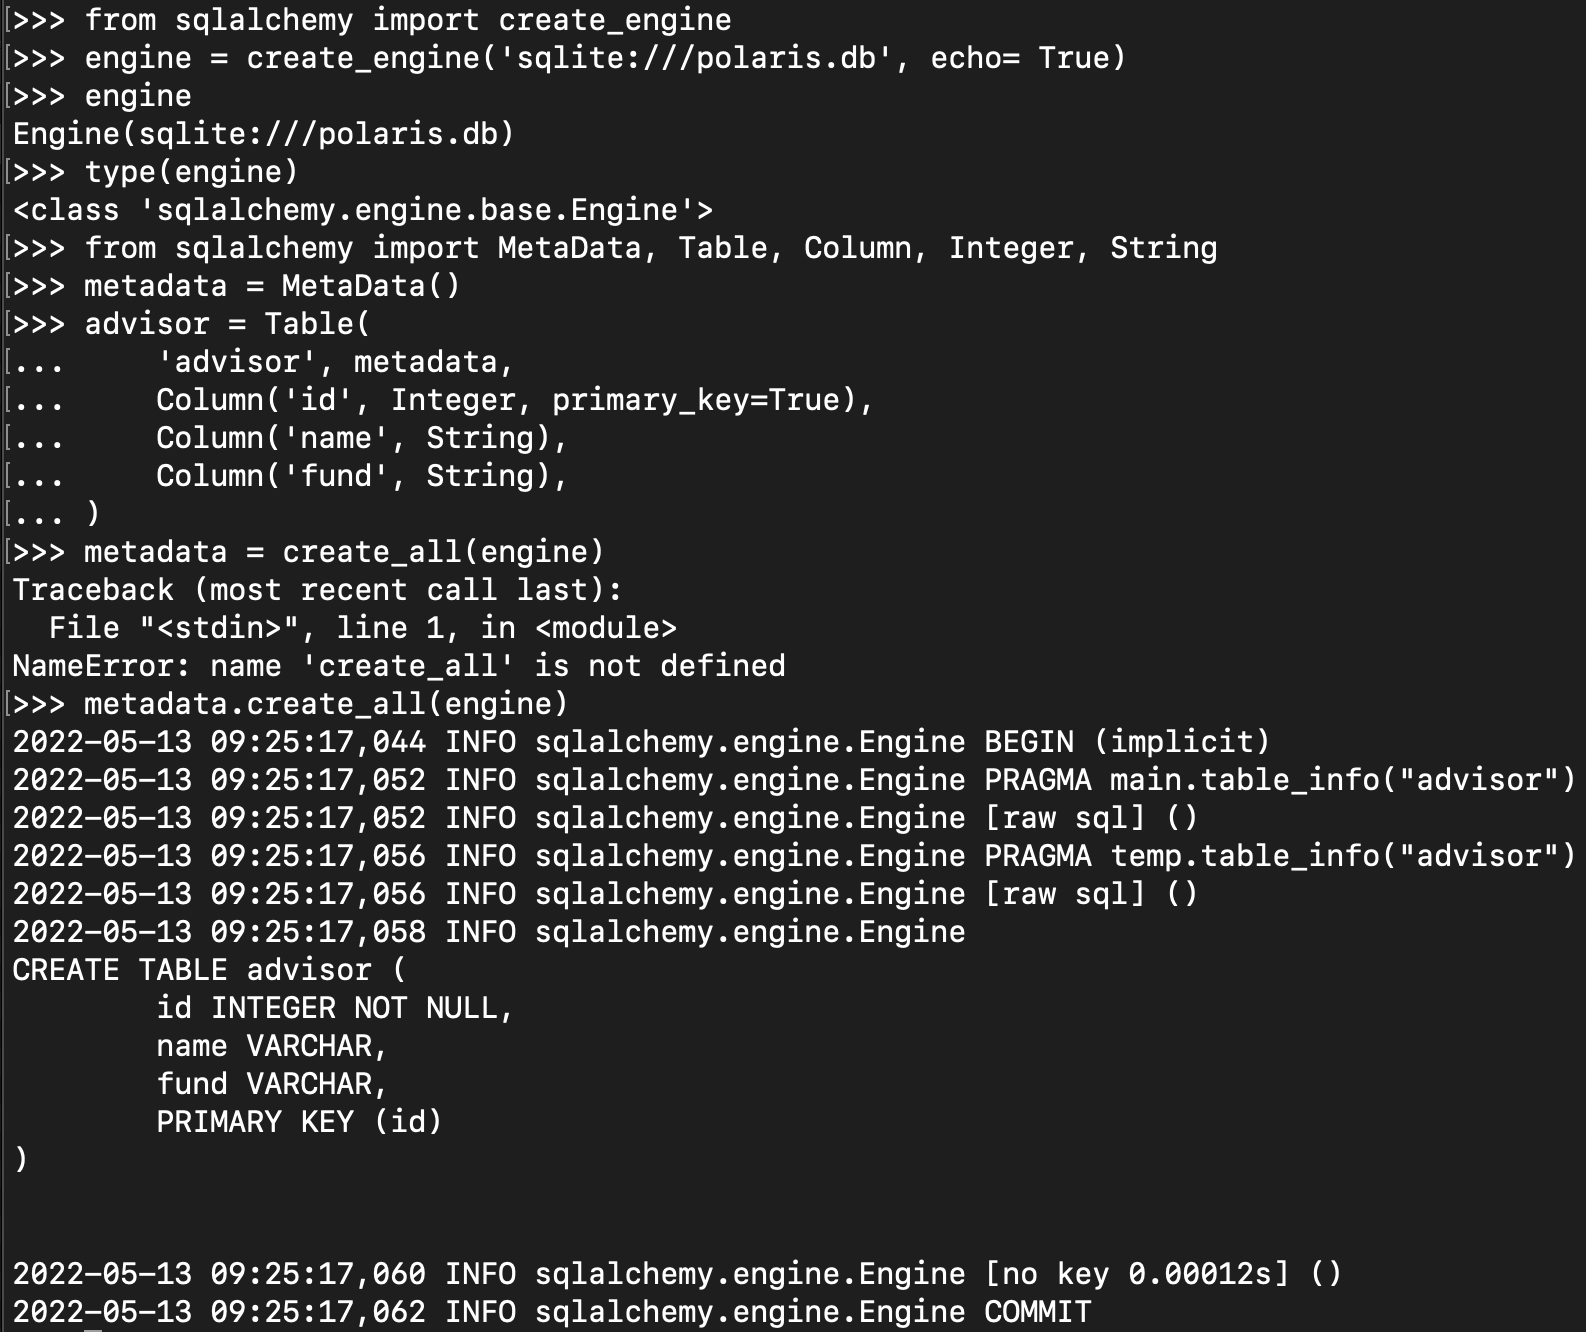 [>>> from sqlalchemy import create_engine
[>>> engine = create_engine('sqlite:///polaris.db', echo= True)
[>>> engine
Engine(sqlite:///polaris.db)
[>>> type(engine)
<class 'sqlalchemy.engine.base.Engine'>
[>>> from sqlalchemy import MetaData, Table, Column, Integer, String
[>>> metadata = MetaData()
[>>> advisor = Table(
[...     'advisor', metadata,
[...     Column('id', Integer, primary_key=True),
[...     Column('name', String),
[...     Column('fund', String),
[... )
[>>> metadata = create_all(engine)
Traceback (most recent call last):
  File "<stdin>", line 1, in <module>
NameError: name 'create_all' is not defined
[>>> metadata.create_all(engine)
2022-05-13 09:25:17,044 INFO sqlalchemy.engine.Engine BEGIN (implicit)
2022-05-13 09:25:17,052 INFO sqlalchemy.engine.Engine PRAGMA main.table_info("advisor")
2022-05-13 09:25:17,052 INFO sqlalchemy.engine.Engine [raw sql] ()
2022-05-13 09:25:17,056 INFO sqlalchemy.engine.Engine PRAGMA temp.table_info("advisor")
2022-05-13 09:25:17,056 INFO sqlalchemy.engine.Engine [raw sql] ()
2022-05-13 09:25:17,058 INFO sqlalchemy.engine.Engine
CREATE TABLE advisor (
        id INTEGER NOT NULL,
        name VARCHAR,
        fund VARCHAR,
        PRIMARY KEY (id)
)
2022-05-13 09:25:17,060 INFO sqlalchemy.engine.Engine [no key 0.00012s] ()
2022-05-13 09:25:17,062 INFO sqlalchemy.engine.Engine COMMIT